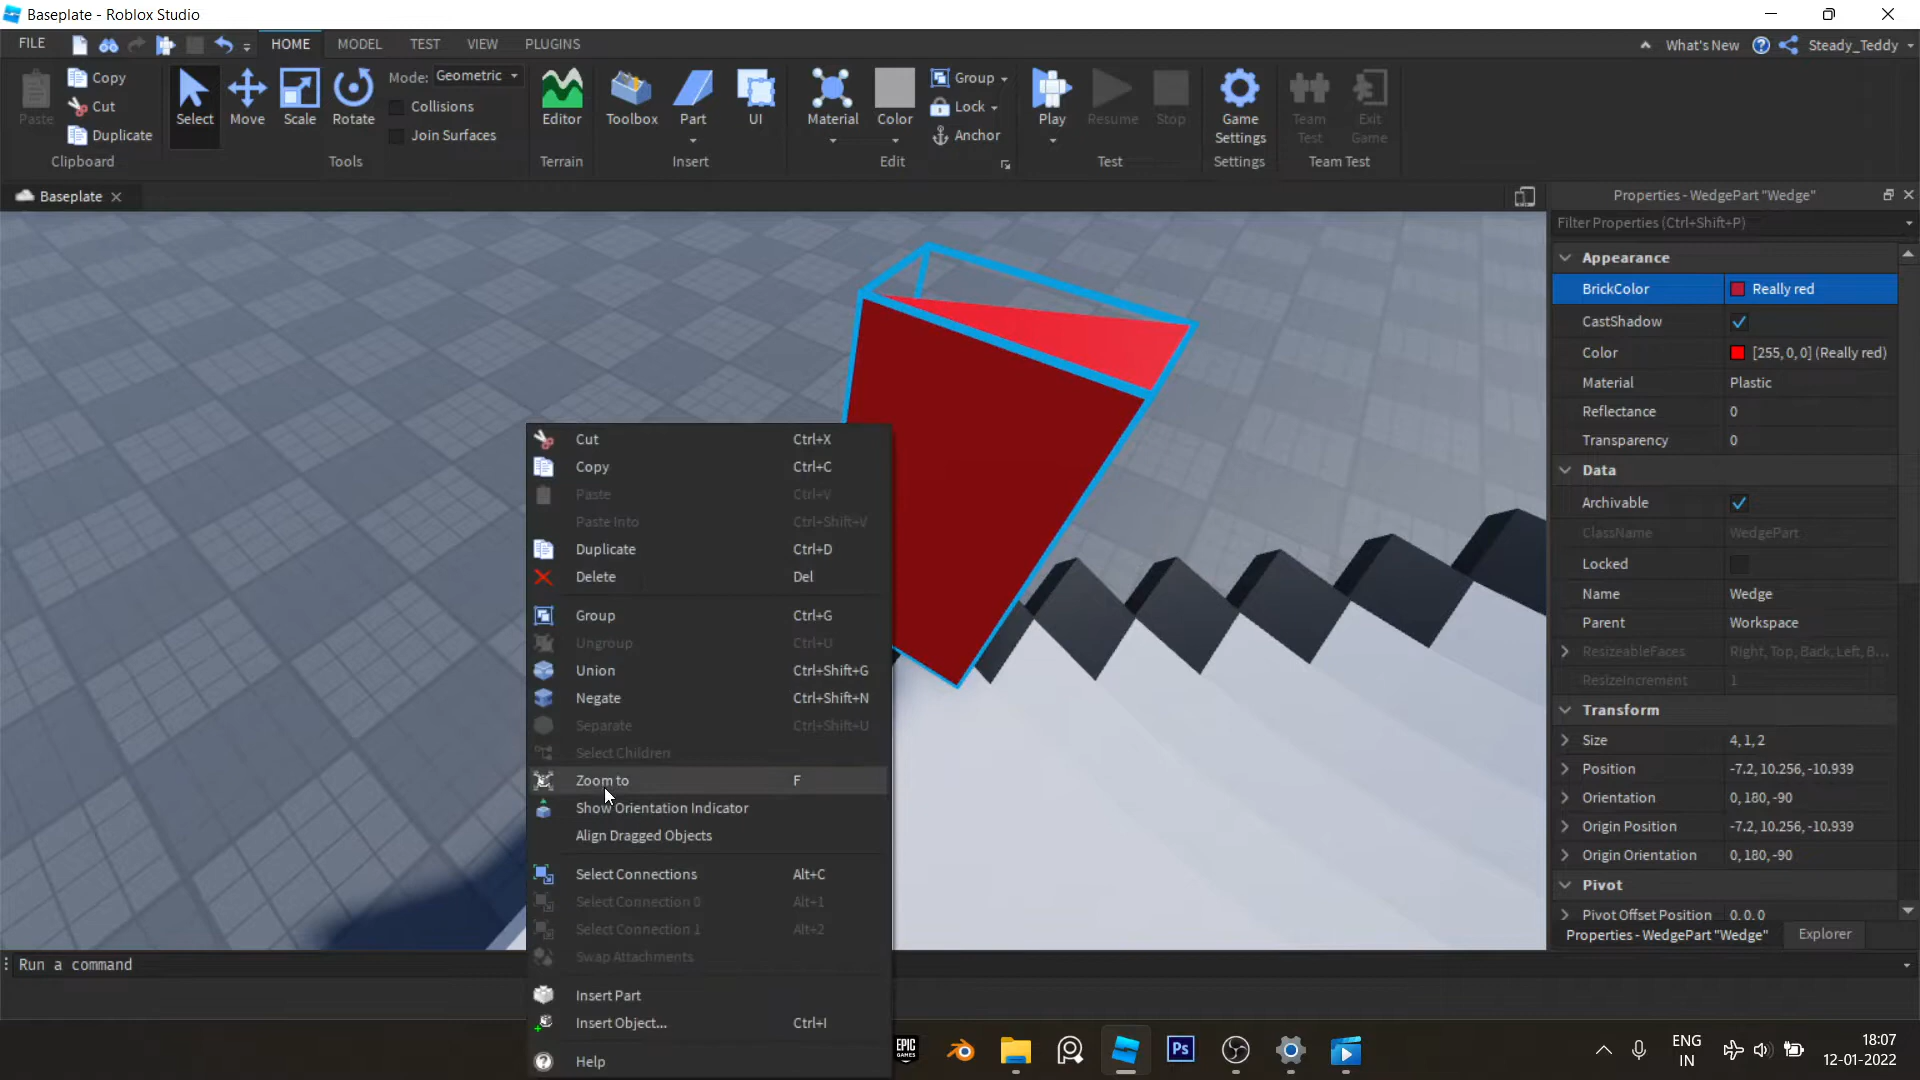 Baseplate - Roblox Studio
FILE HOME MODEL TEST VIEW PLUGINS What's New Steady_Teddy
Paste Copy Cut Duplicate
Clipboard
Select Move Scale Rotate
Mode: Geometric
Collisions
Join Surfaces
Tools
Editor
Terrain
Toolbox Part UI
Insert
Material Color
Group
Lock
Anchor
Edit
Play Resume Stop
Test
Game
Settings
Settings
Team
Test
Exit
Game
Team Test
Baseplate
Properties - WedgePart "Wedge"
Filter Properties (Ctrl+Shift+P)
Appearance
BrickColor Really red
CastShadow
Color [255, 0, 0] (Really red)
Material Plastic
Reflectance 0
Transparency 0
Data
Archivable
ClassName WedgePart
Locked
Name Wedge
Parent Workspace
ResizeableFaces Right, Top, Back, Left, B...
ResizeIncrement 1
Transform
Size 4, 1, 2
Position -7.2, 10.256, -10.939
Orientation 0, 180, -90
Origin Position -7.2, 10.256, -10.939
Origin Orientation 0, 180, -90
Pivot
Pivot Offset Position 0, 0, 0
Properties - WedgePart "Wedge" Explorer
Cut Ctrl+X
Copy Ctrl+C
Paste Ctrl+V
Paste Into Ctrl+Shift+V
Duplicate Ctrl+D
Delete Del
Group Ctrl+G
Ungroup Ctrl+U
Union Ctrl+Shift+G
Negate Ctrl+Shift+N
Separate Ctrl+Shift+U
Select Children
Zoom to F
Show Orientation Indicator
Align Dragged Objects
Select Connections Alt+C
Select Connection 0 Alt+1
Select Connection 1 Alt+2
Swap Attachments
Insert Part
Insert Object... Ctrl+I
Help
Run a command
EPIC
GAMES
Ps
ENG
IN
18:07
12-01-2022